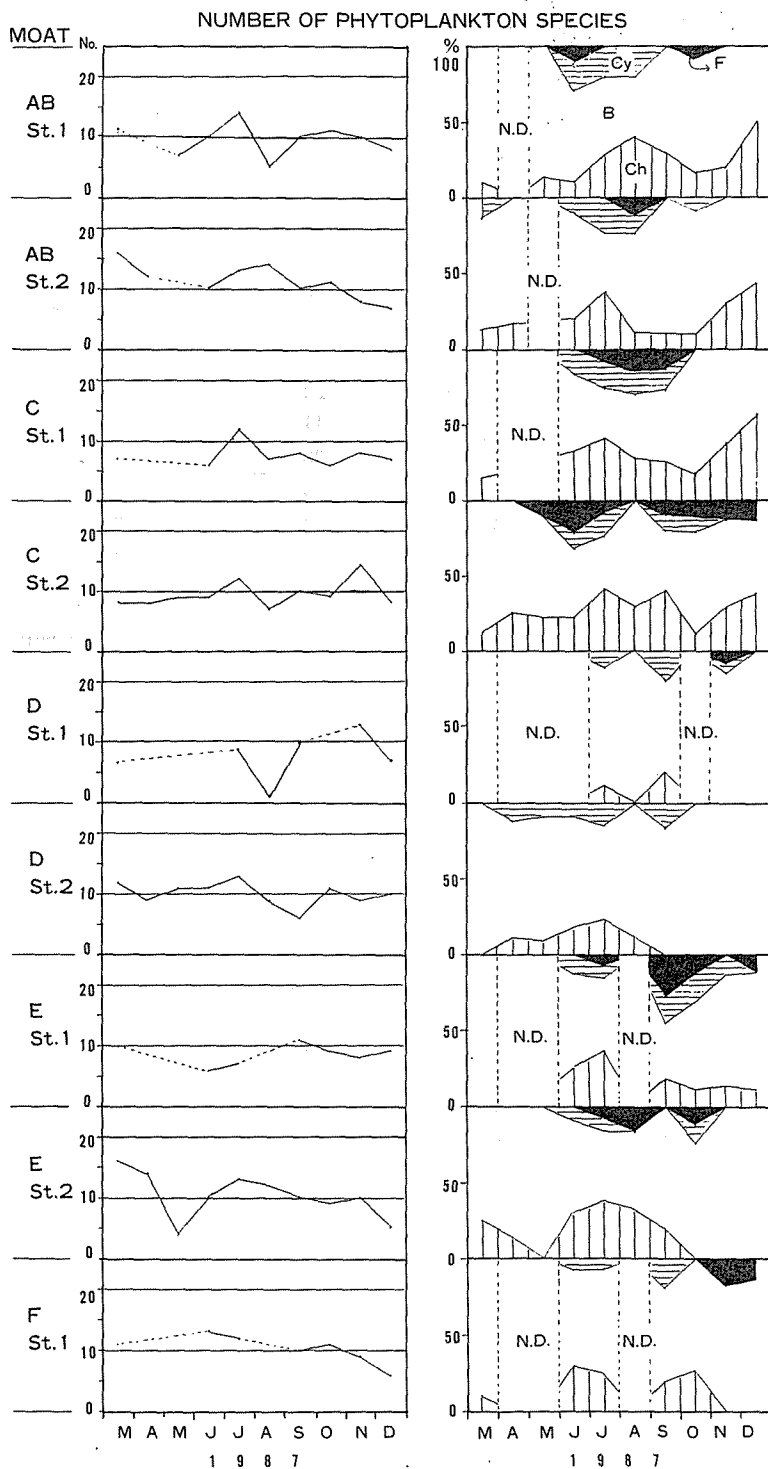 NUMBER OF PHYTOPLANKTON SPECIES
MOAT No. %
20 100 Cy F
AB
St.1 10 N.D. 50 B
Ch
0 0
20
AB
St.2 10 50 N.D.
0 0
20
C
St.1 10 50 N.D.
0 0
20
C
St.2 10 50
0 0
20
D
St.1 10 50 N.D. N.D.
0 0
20
D
St.2 10 50
0 0
20
E
St.1 10 50 N.D. N.D.
0 0
20
E
St.2 10 50
0 0
20
F
St.1 10 50 N.D. N.D.
0 0
M A M J J A S O N D M A M J J A S O N D
1 9 8 7 1 9 8 7